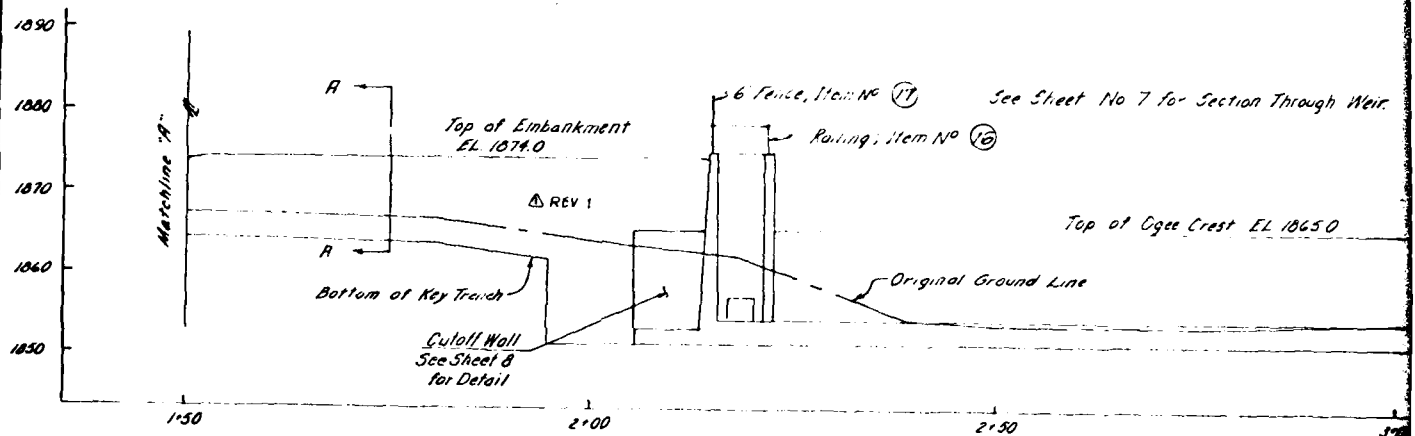 1890
1880
1870
1860
1850
Matchline "A"
A
A
Top of Embankment
EL. 1874.0
REV 1
6' Fence, Item Nº 17
See Sheet No 7 for Section Through Weir.
Railing, Item Nº 16
Top of Ogee Crest EL 1865.0
Original Ground Line
Bottom of Key Trench
Cutoff Wall
See Sheet 8
for Detail
1+50
2+00
2+50